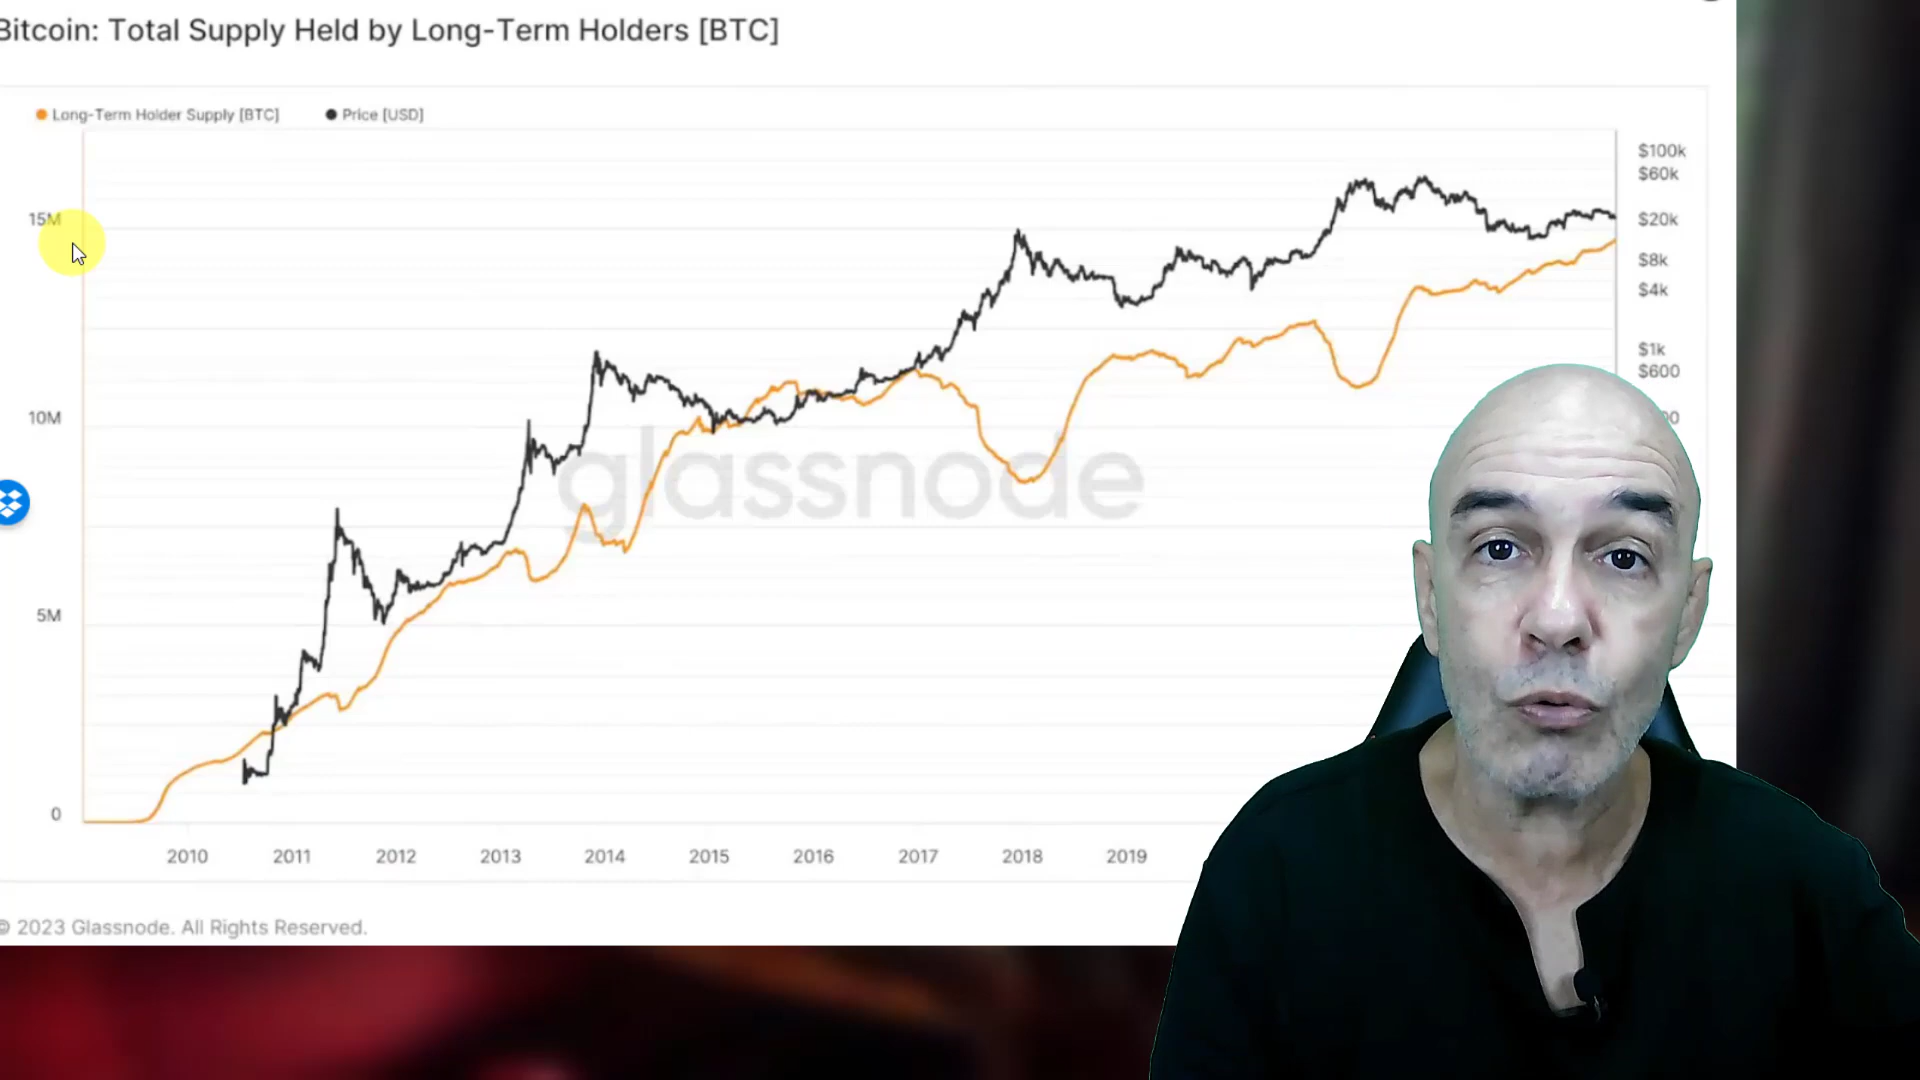 Bitcoin: Total Supply Held by Long-Term Holders [BTC]
Long-Term Holder Supply [BTC] Price [USD]
$100k
$60k
15M $20k
$8k
$4k
$1k
$600
10M
glassnode
5M
0
2010 2011 2012 2013 2014 2015 2016 2017 2018 2019
© 2023 Glassnode. All Rights Reserved.